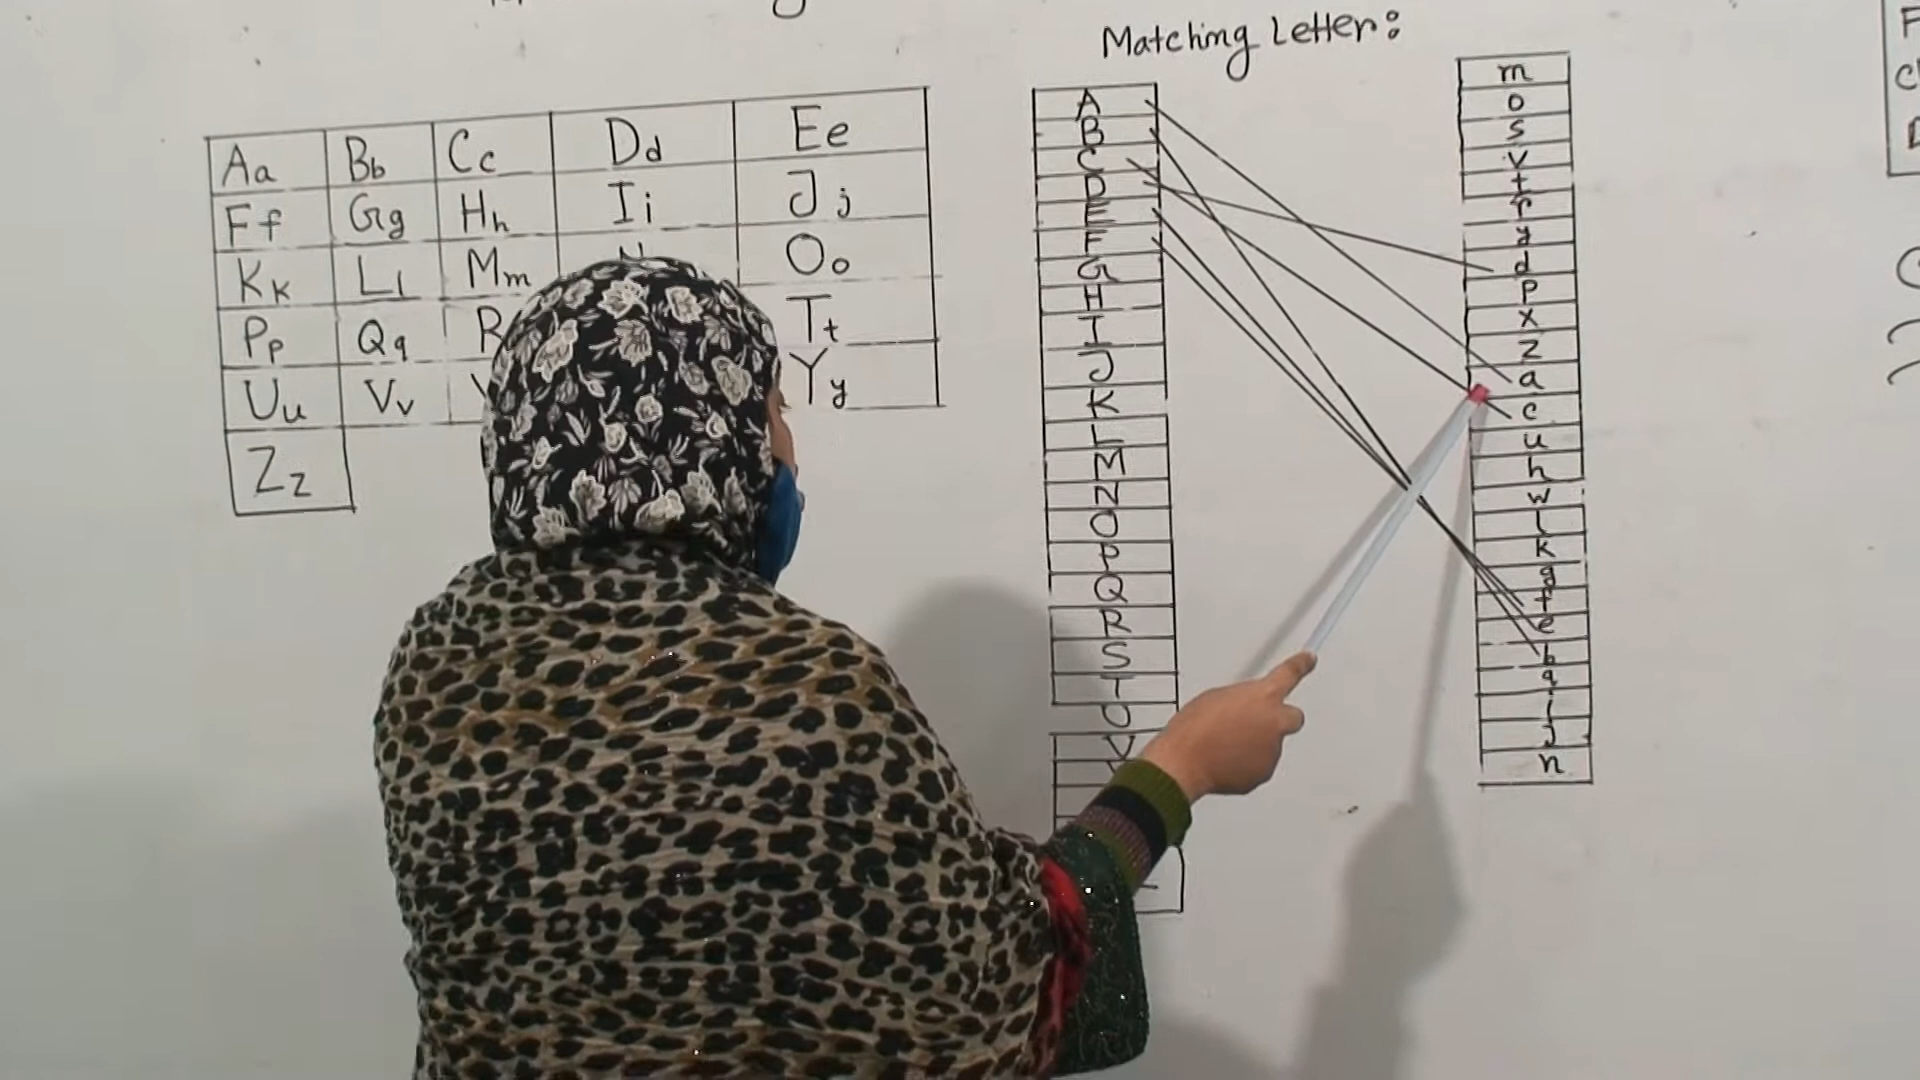 Matching Letter:
Aa Bb Cc Dd Ee
Ff Gg Hh Ii Jj
Kk Ll Mm Oo
Pp Qq R Tt
Uu Vv Yy
Zz
A
B
C
D
E
F
G
H
I
J
K
L
M
N
O
P
Q
R
S
T
U
V
m
o
s
v
t
r
y
d
p
x
z
a
c
u
h
w
l
k
g
f
e
b
q
i
j
n